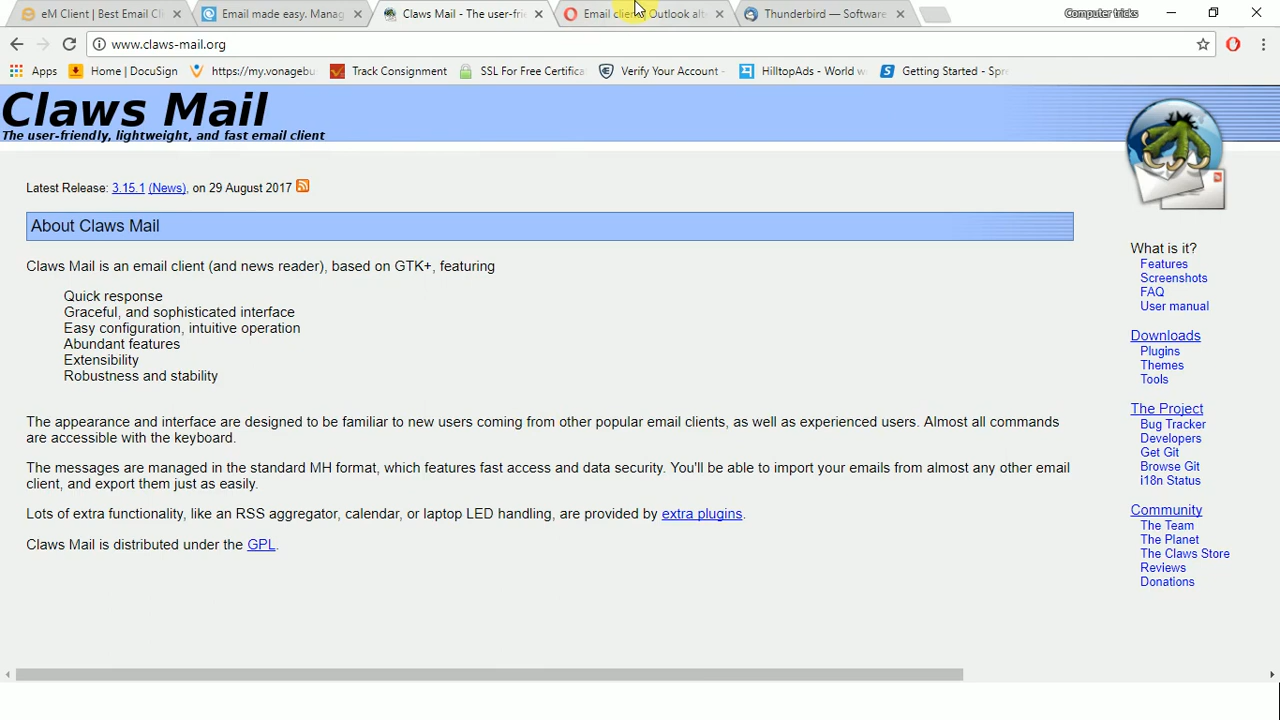 eM Client | Best Email Cl
Email made easy. Manag
Claws Mail - The user-fri
Email client Outlook alt
Thunderbird — Software
Computer tricks
www.claws-mail.org
Apps
Home | DocuSign
https://my.vonagebu
Track Consignment
SSL For Free Certifica
Verify Your Account -
HilltopAds - World w
Getting Started - Spr
Claws Mail
The user-friendly, lightweight, and fast email client
Latest Release: 3.15.1 (News), on 29 August 2017
About Claws Mail
Claws Mail is an email client (and news reader), based on GTK+, featuring
Quick response
Graceful, and sophisticated interface
Easy configuration, intuitive operation
Abundant features
Extensibility
Robustness and stability
The appearance and interface are designed to be familiar to new users coming from other popular email clients, as well as experienced users. Almost all commands
are accessible with the keyboard.
The messages are managed in the standard MH format, which features fast access and data security. You'll be able to import your emails from almost any other email
client, and export them just as easily.
Lots of extra functionality, like an RSS aggregator, calendar, or laptop LED handling, are provided by extra plugins.
Claws Mail is distributed under the GPL.
What is it?
Features
Screenshots
FAQ
User manual
Downloads
Plugins
Themes
Tools
The Project
Bug Tracker
Developers
Get Git
Browse Git
i18n Status
Community
The Team
The Planet
The Claws Store
Reviews
Donations